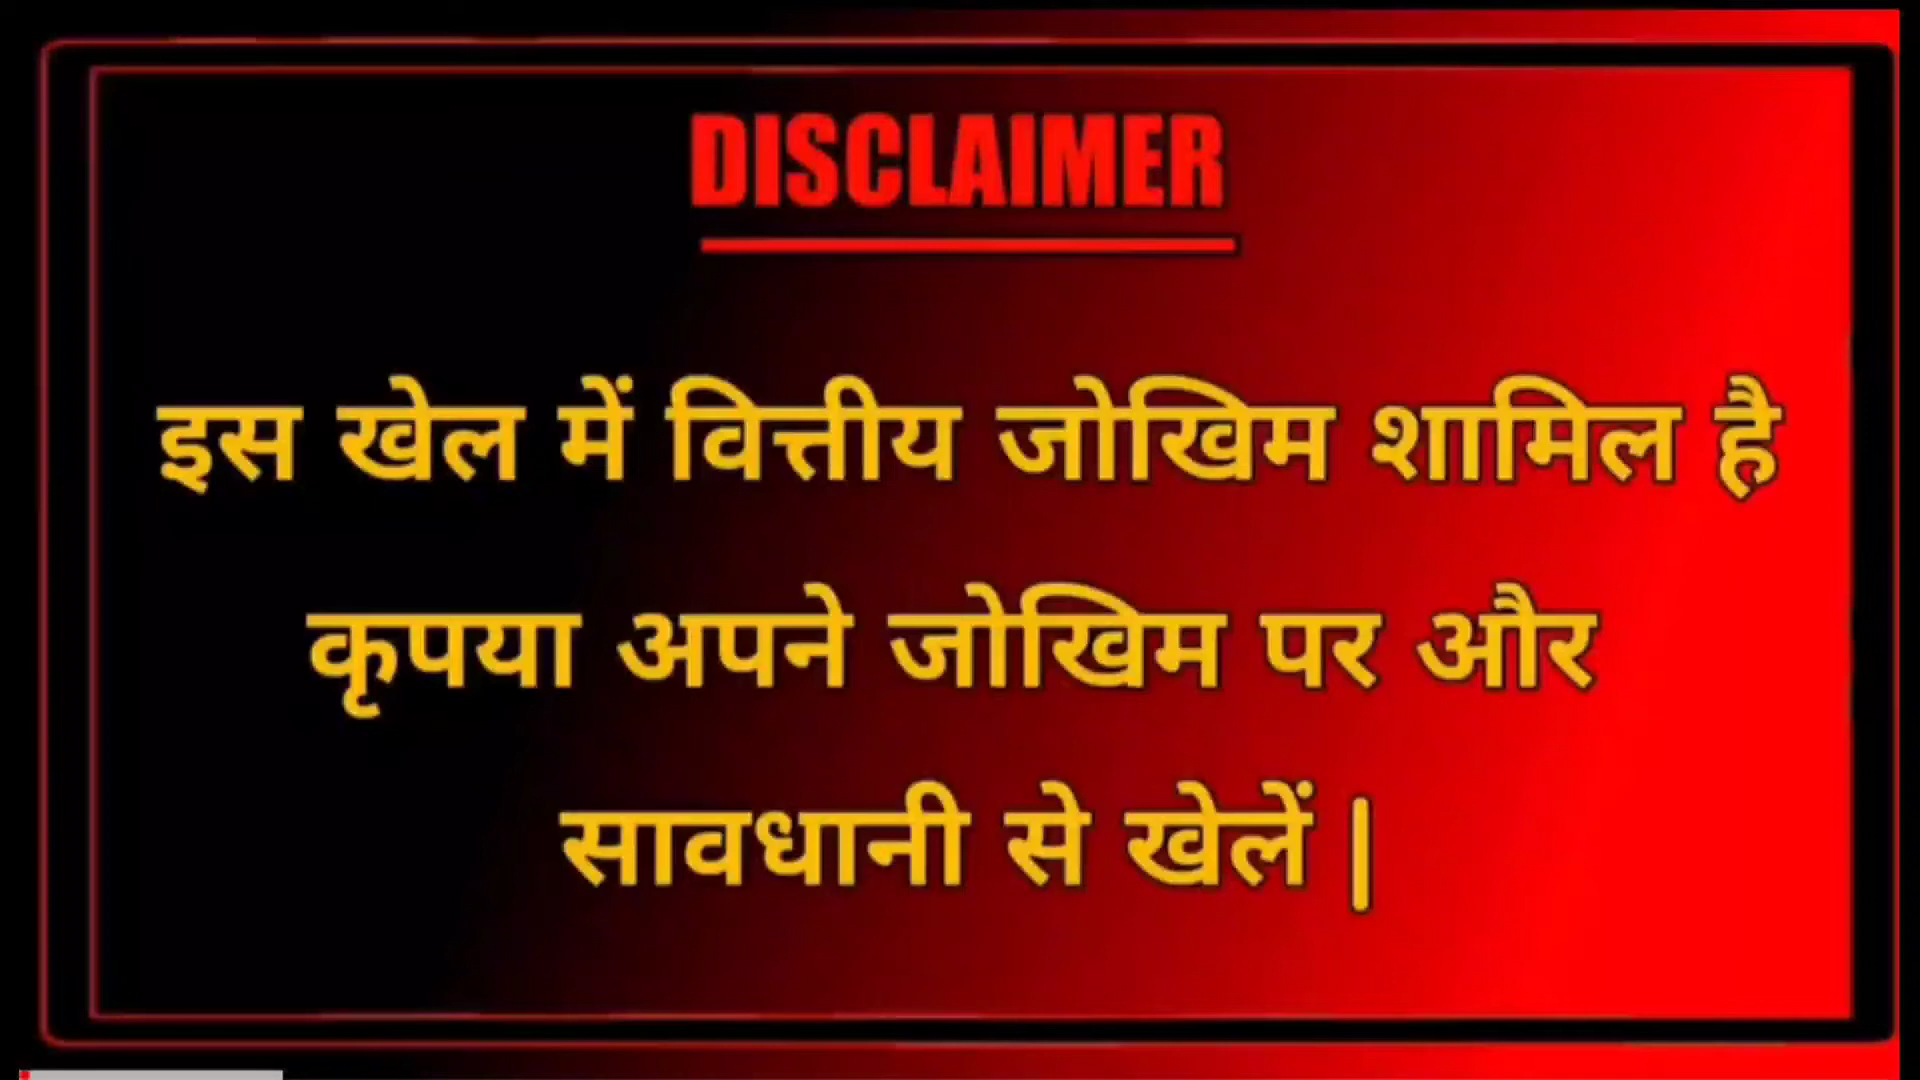 DISCLAIMER
इस खेल में वित्तीय जोखिम शामिल है
कृपया अपने जोखिम पर और
सावधानी से खेलें |